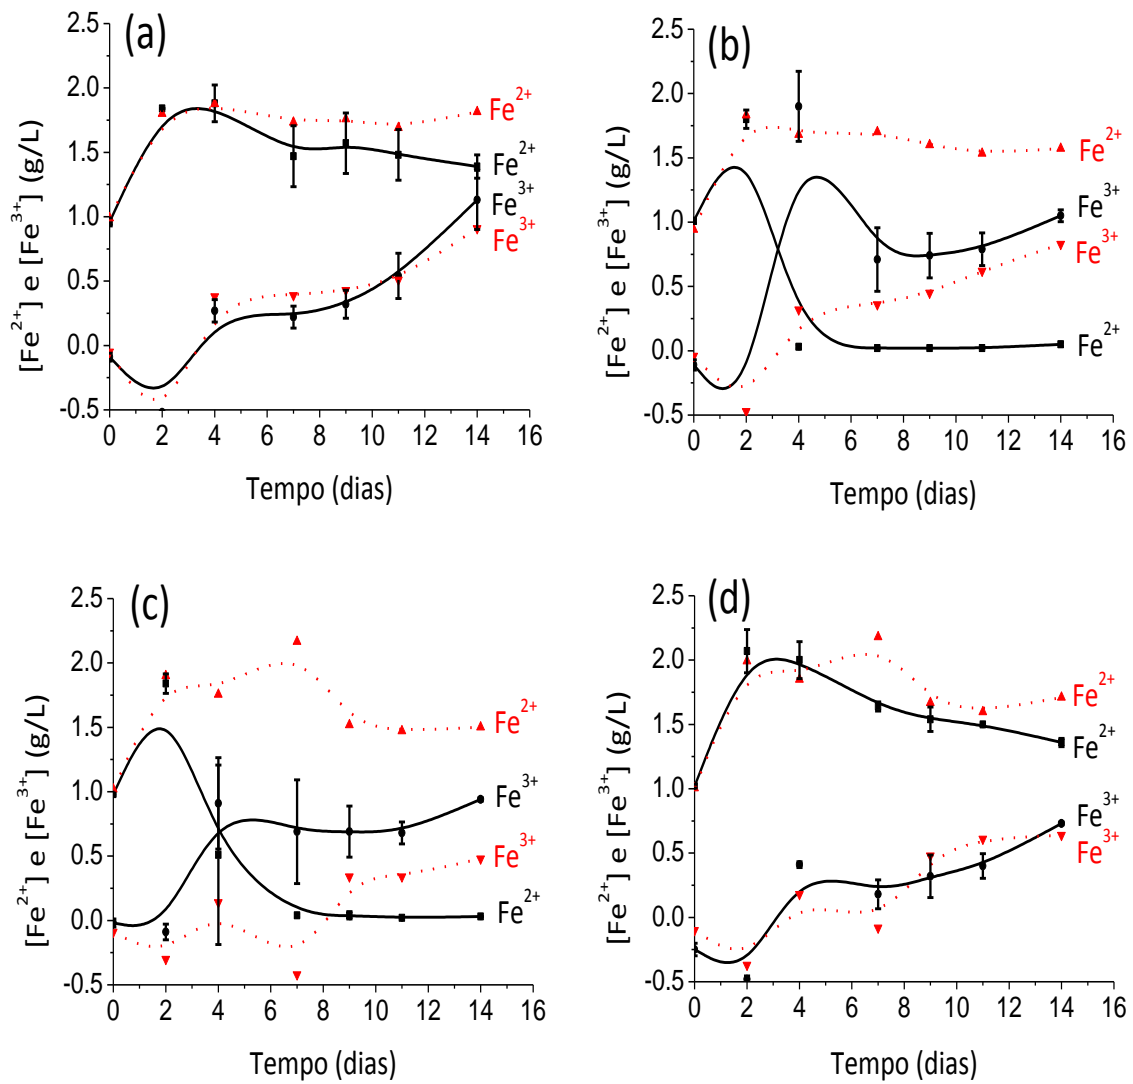 (a)
2.5
2.0
1.5
1.0
0.5
0.0
-0.5
0 2 4 6 8 10 12 14 16
[Fe²⁺] e [Fe³⁺] (g/L)
Tempo (dias)
Fe²⁺
Fe²⁺
Fe³⁺
Fe³⁺
(b)
2.5
2.0
1.5
1.0
0.5
0.0
-0.5
0 2 4 6 8 10 12 14 16
[Fe²⁺] e [Fe³⁺] (g/L)
Tempo (dias)
Fe²⁺
Fe³⁺
Fe³⁺
Fe²⁺
(c)
2.5
2.0
1.5
1.0
0.5
0.0
-0.5
0 2 4 6 8 10 12 14 16
[Fe²⁺] e [Fe³⁺] (g/L)
Tempo (dias)
Fe²⁺
Fe³⁺
Fe³⁺
Fe²⁺
(d)
2.5
2.0
1.5
1.0
0.5
0.0
-0.5
0 2 4 6 8 10 12 14 16
[Fe²⁺] e [Fe³⁺] (g/L)
Tempo (dias)
Fe²⁺
Fe²⁺
Fe³⁺
Fe³⁺